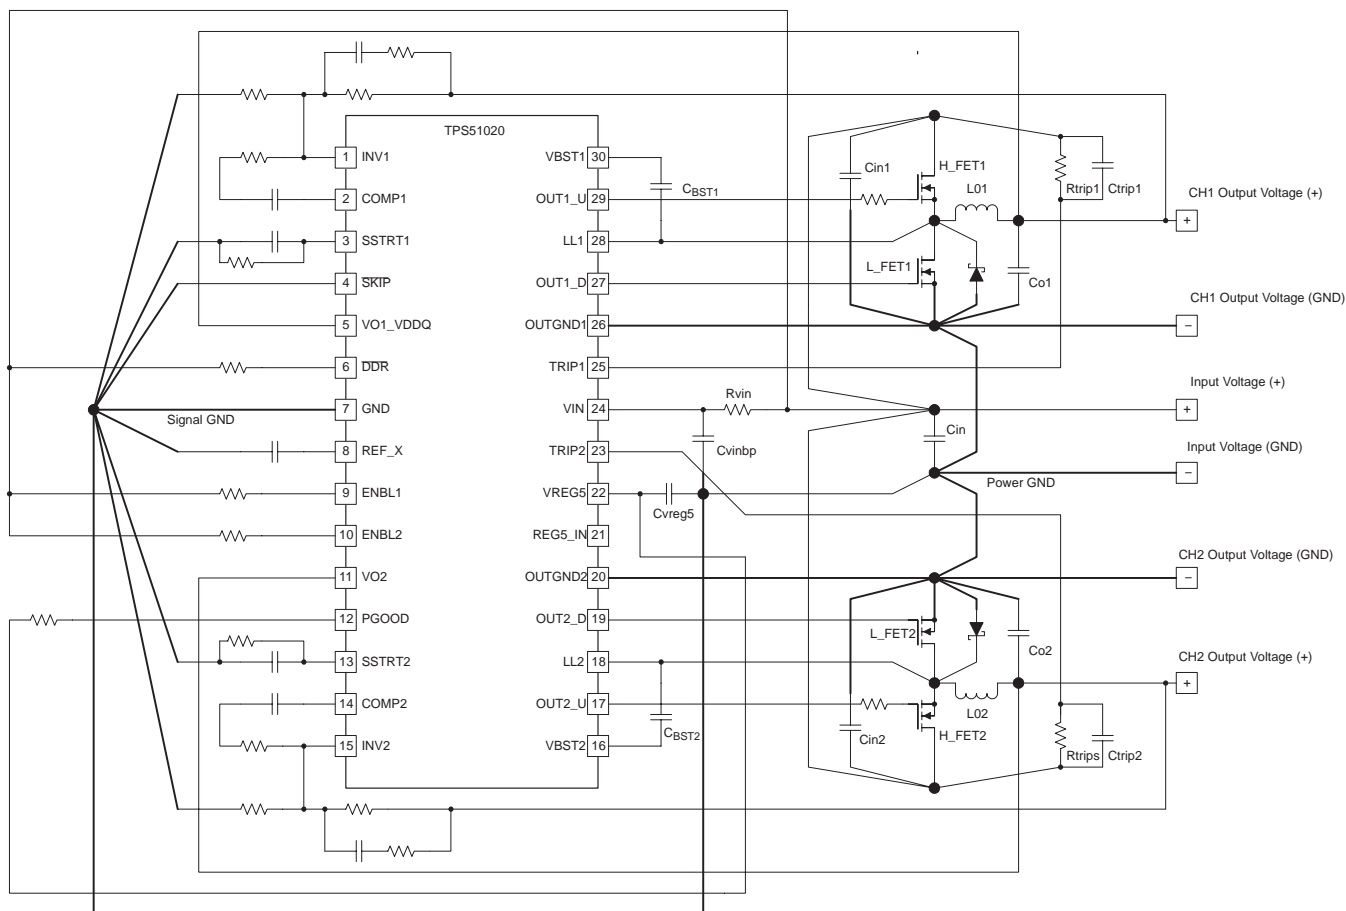 TPS51020
1 INV1
2 COMP1
3 SSTRT1
4 SKIP
5 VO1_VDDQ
6 DDR
7 GND
8 REF_X
9 ENBL1
10 ENBL2
11 VO2
12 PGOOD
13 SSTRT2
14 COMP2
15 INV2
VBST1 30
OUT1_U 29
LL1 28
OUT1_D 27
OUTGND1 26
TRIP1 25
VIN 24
TRIP2 23
VREG5 22
REG5_IN 21
OUTGND2 20
OUT2_D 19
LL2 18
OUT2_U 17
VBST2 16
Signal GND
CBST1
Cin1
H_FET1
L01
Rtrip1
Ctrip1
L_FET1
Co1
Rvin
Cvinbp
Cin
Cvreg5
Power GND
L_FET2
Co2
CBST2
Cin2
L02
H_FET2
Rtrips
Ctrip2
CH1 Output Voltage (+)
+
CH1 Output Voltage (GND)
−
Input Voltage (+)
+
Input Voltage (GND)
−
CH2 Output Voltage (GND)
−
CH2 Output Voltage (+)
+